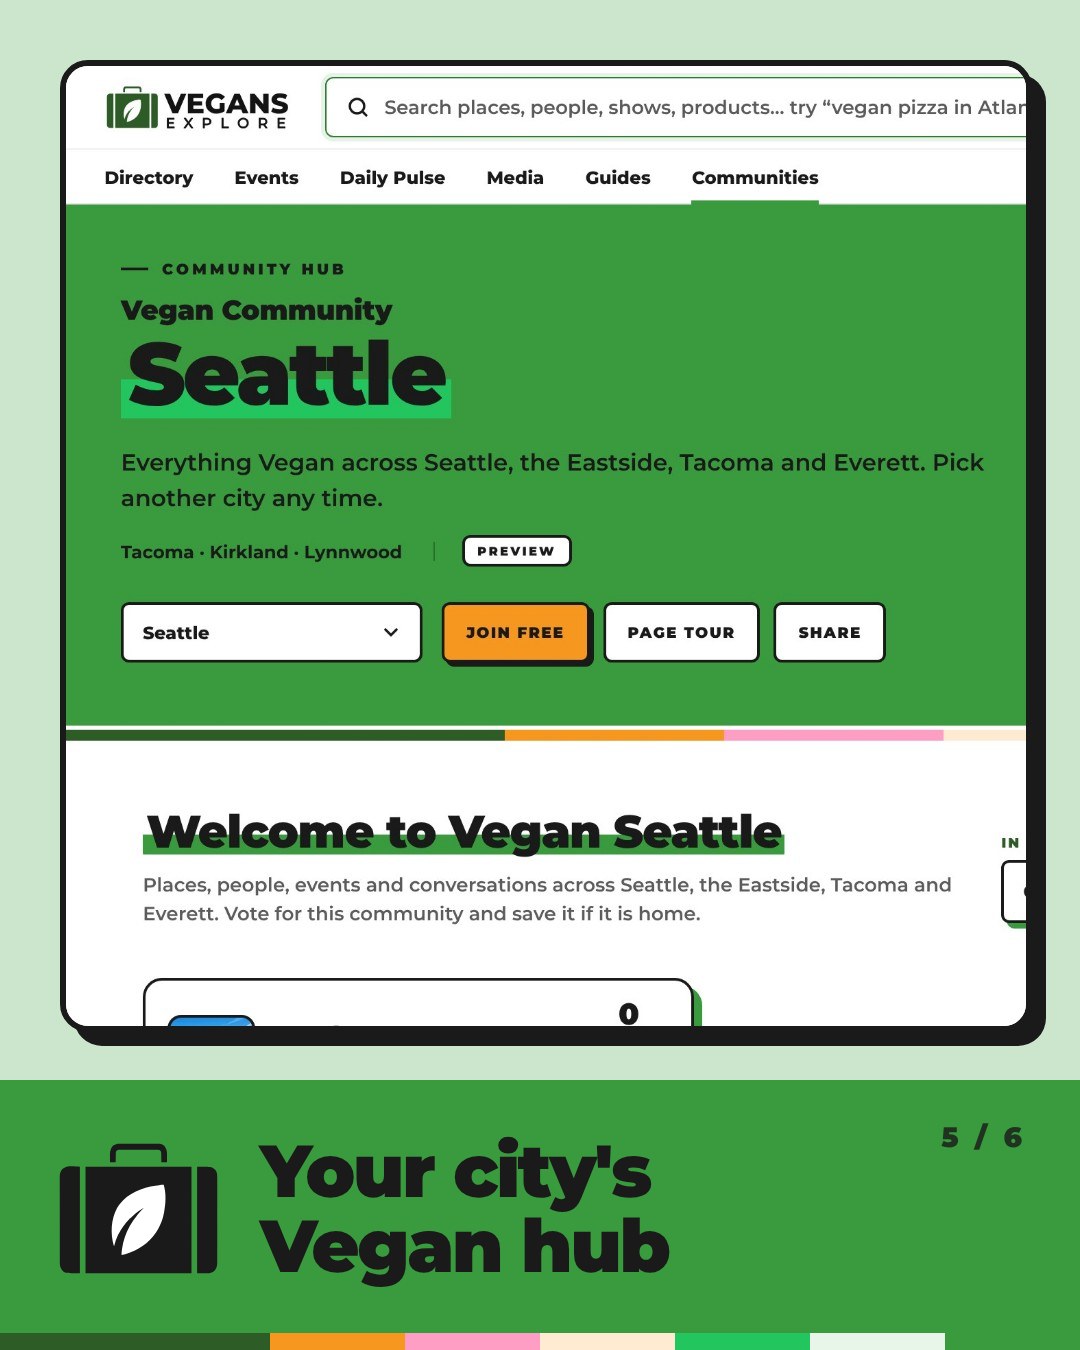 VEGANS
EXPLORE
Search places, people, shows, products... try “vegan pizza in Atlan
Directory Events Daily Pulse Media Guides Communities
COMMUNITY HUB
Vegan Community
Seattle
Everything Vegan across Seattle, the Eastside, Tacoma and Everett. Pick
another city any time.
Tacoma · Kirkland · Lynnwood PREVIEW
Seattle JOIN FREE PAGE TOUR SHARE
Welcome to Vegan Seattle
Places, people, events and conversations across Seattle, the Eastside, Tacoma and
Everett. Vote for this community and save it if it is home.
IN
0
5 / 6
Your city's
Vegan hub